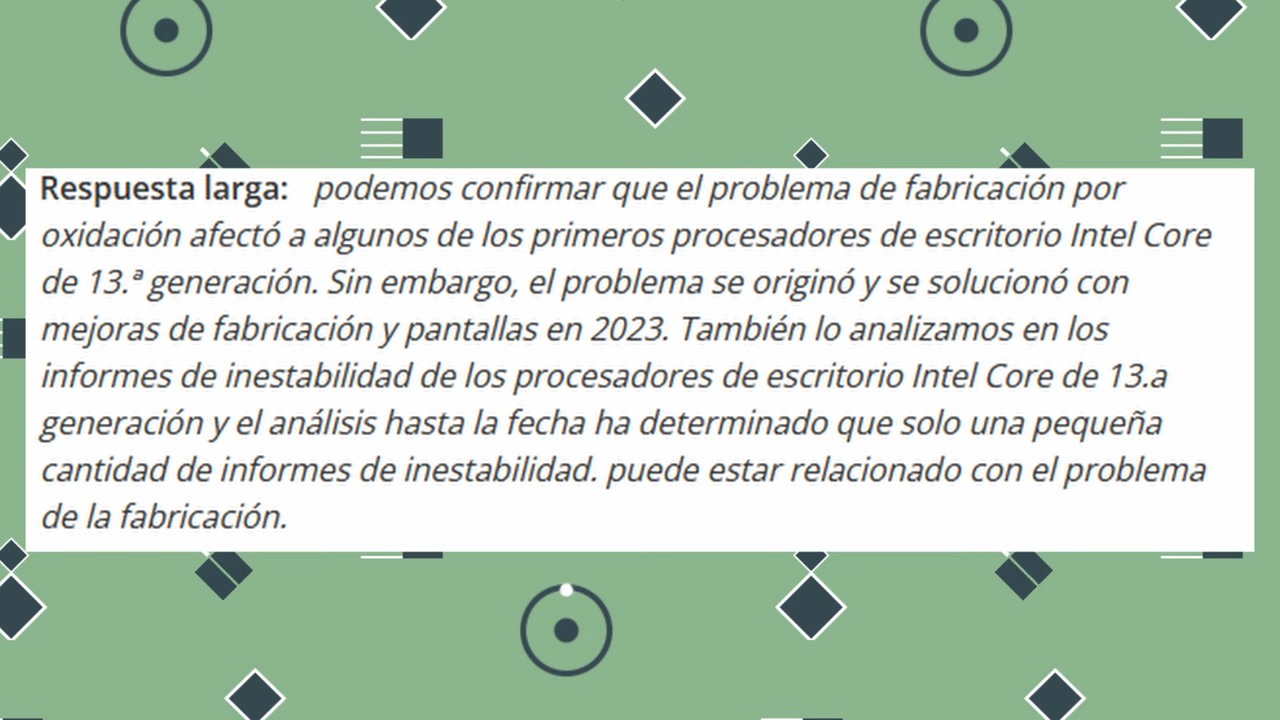 Respuesta larga: podemos confirmar que el problema de fabricación por
oxidación afectó a algunos de los primeros procesadores de escritorio Intel Core
de 13.ª generación. Sin embargo, el problema se originó y se solucionó con
mejoras de fabricación y pantallas en 2023. También lo analizamos en los
informes de inestabilidad de los procesadores de escritorio Intel Core de 13.a
generación y el análisis hasta la fecha ha determinado que solo una pequeña
cantidad de informes de inestabilidad. puede estar relacionado con el problema
de la fabricación.